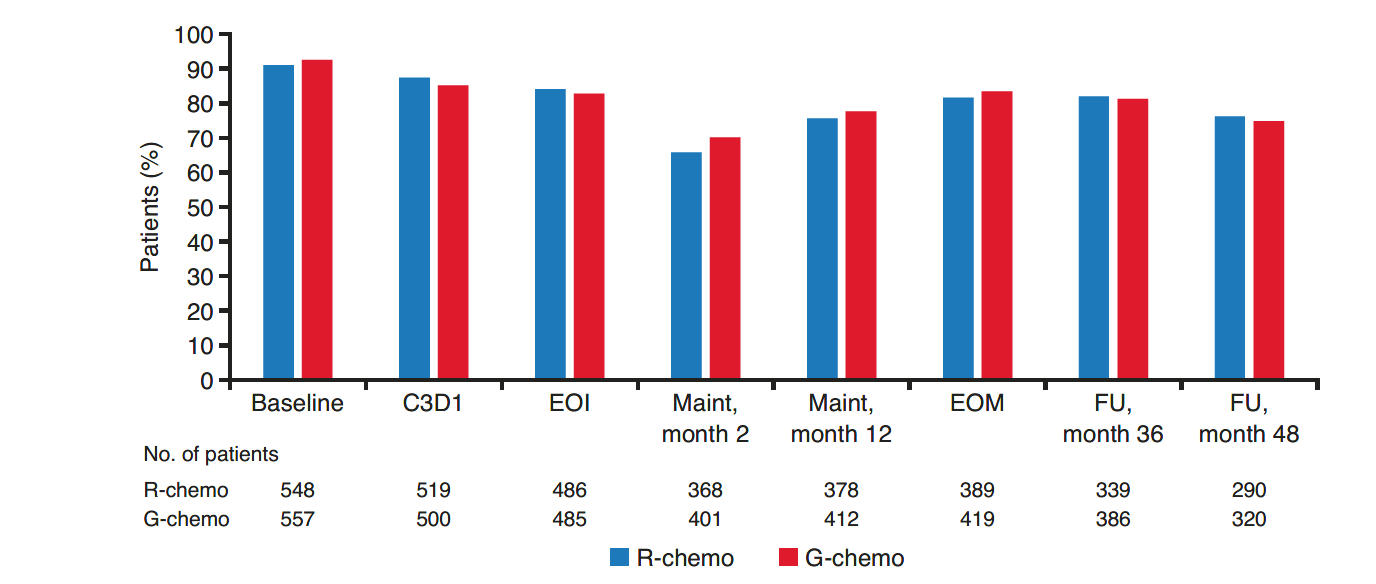 100
90
80
70
60
50
40
30
20
10
0
Patients (%)
Baseline C3D1 EOI Maint, Maint, EOM FU, FU,
month 2 month 12 month 36 month 48
No. of patients
R-chemo 548 519 486 368 378 389 339 290
G-chemo 557 500 485 401 412 419 386 320
R-chemo G-chemo